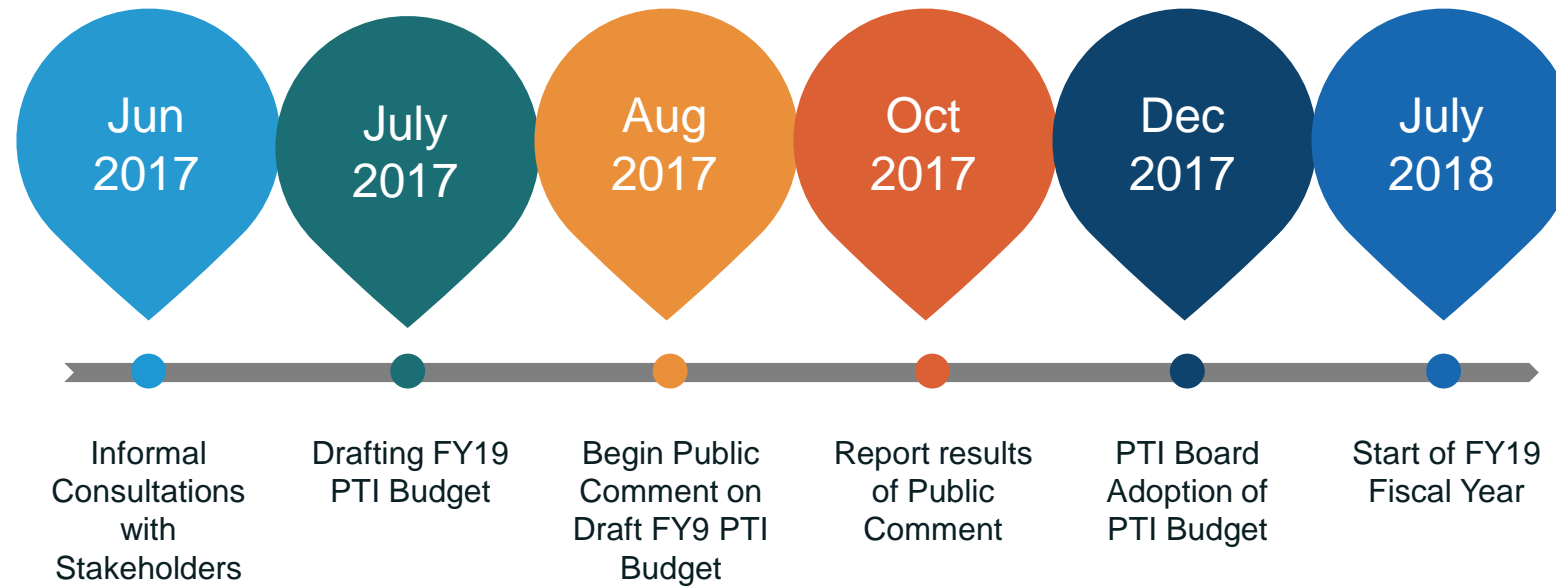 Jun
2017
July
2017
Aug
2017
Oct
2017
Dec
2017
July
2018
Informal
Consultations
with
Stakeholders
Drafting FY19
PTI Budget
Begin Public
Comment on
Draft FY9 PTI
Budget
Report results
of Public
Comment
PTI Board
Adoption of
PTI Budget
Start of FY19
Fiscal Year